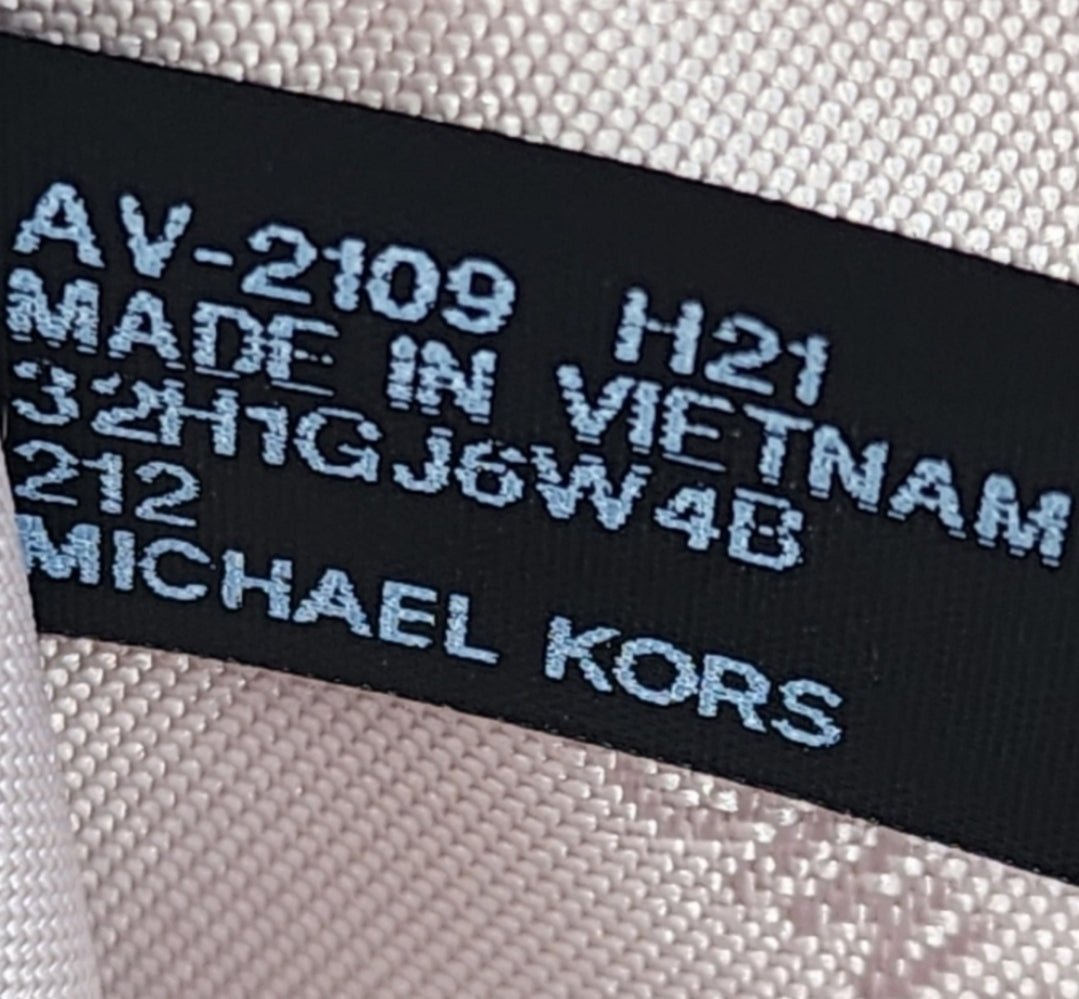 AV-2109 H21
MADE IN VIETNAM
32H1GJ6W4B
212
MICHAEL KORS